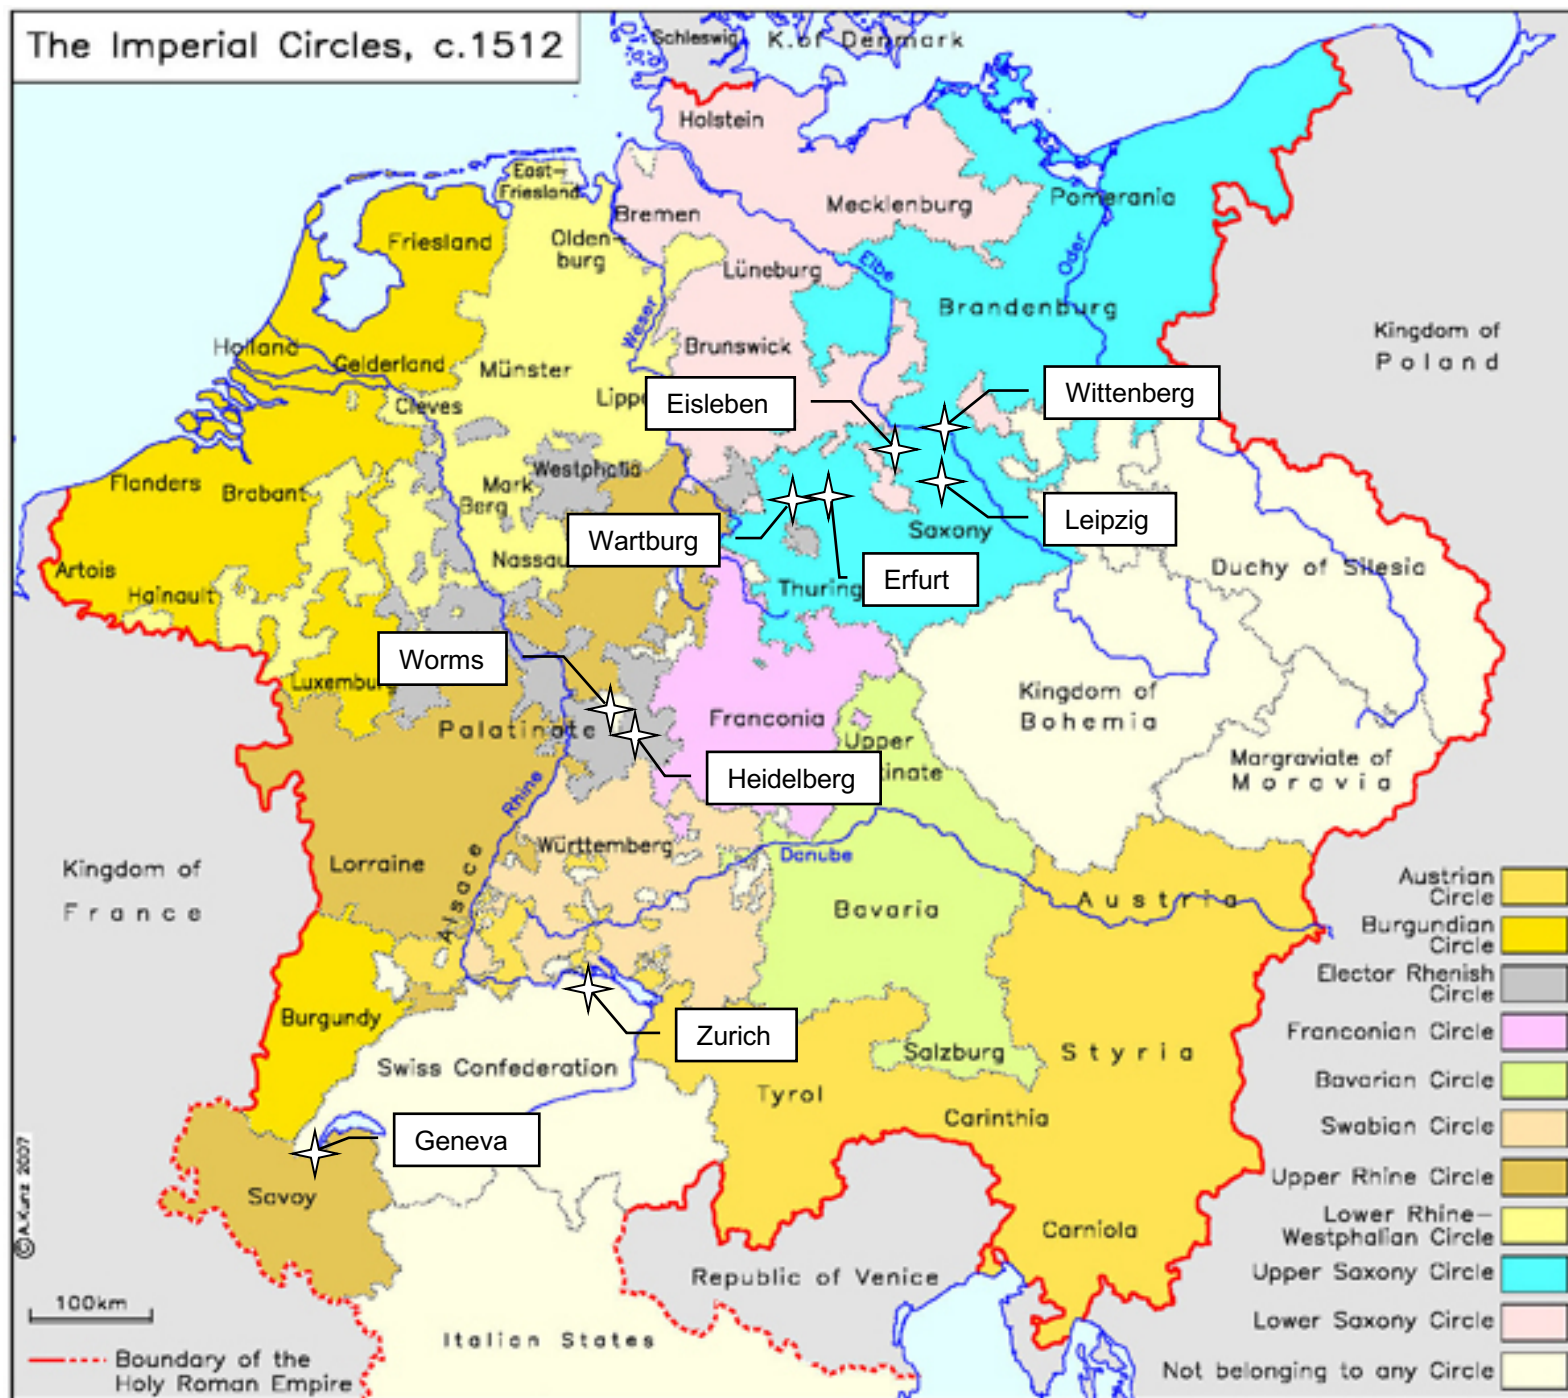 The Imperial Circles, c.1512
Schleswig
K. of Denmark
Holstein
East-
Friesland
Bremen
Mecklenburg
Pomerania
Friesland
Olden-
burg
Lüneburg
Elbe
Oder
Brandenburg
Weser
Holland
Gelderland
Münster
Brunswick
Kingdom of
Poland
Cleves
Lippe
Eisleben
Wittenberg
Flanders
Brabant
Mark
Berg
Westphalia
Wartburg
Saxony
Leipzig
Artois
Hainault
Nassau
Thuring
Erfurt
Duchy of Silesia
Worms
Luxemburg
Palatinate
Franconia
Upper
tinate
Kingdom of
Bohemia
Margraviate of
Moravia
Heidelberg
Rhine
Kingdom of
France
Lorraine
Alsace
Württemberg
Danube
Bavaria
Austria
Burgundy
Zurich
Swiss Confederation
Tyrol
Salzburg
Styria
Carinthia
Geneva
Savoy
Carniola
Republic of Venice
Italian States
Austrian
Circle
Burgundian
Circle
Elector Rhenish
Circle
Franconian Circle
Bavarian Circle
Swabian Circle
Upper Rhine Circle
Lower Rhine-
Westphalian Circle
Upper Saxony Circle
Lower Saxony Circle
Not belonging to any Circle
©A.Kunz 2007
100km
Boundary of the
Holy Roman Empire